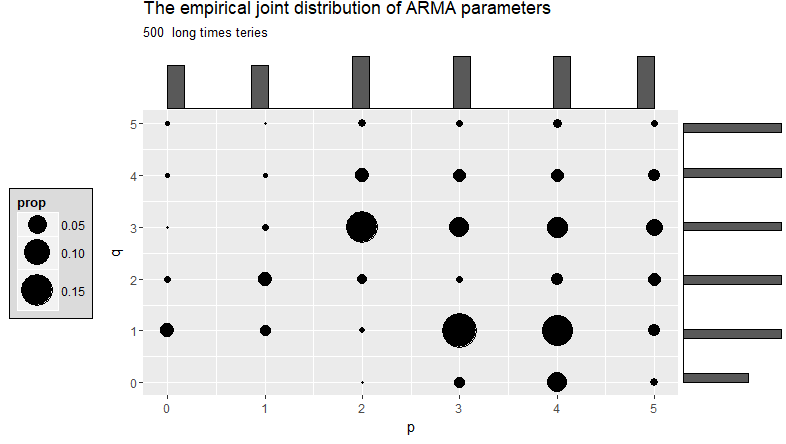 The empirical joint distribution of ARMA parameters
500 long times teries
prop
0.05
0.10
0.15
q
5
4
3
2
1
0
0 1 2 3 4 5
p